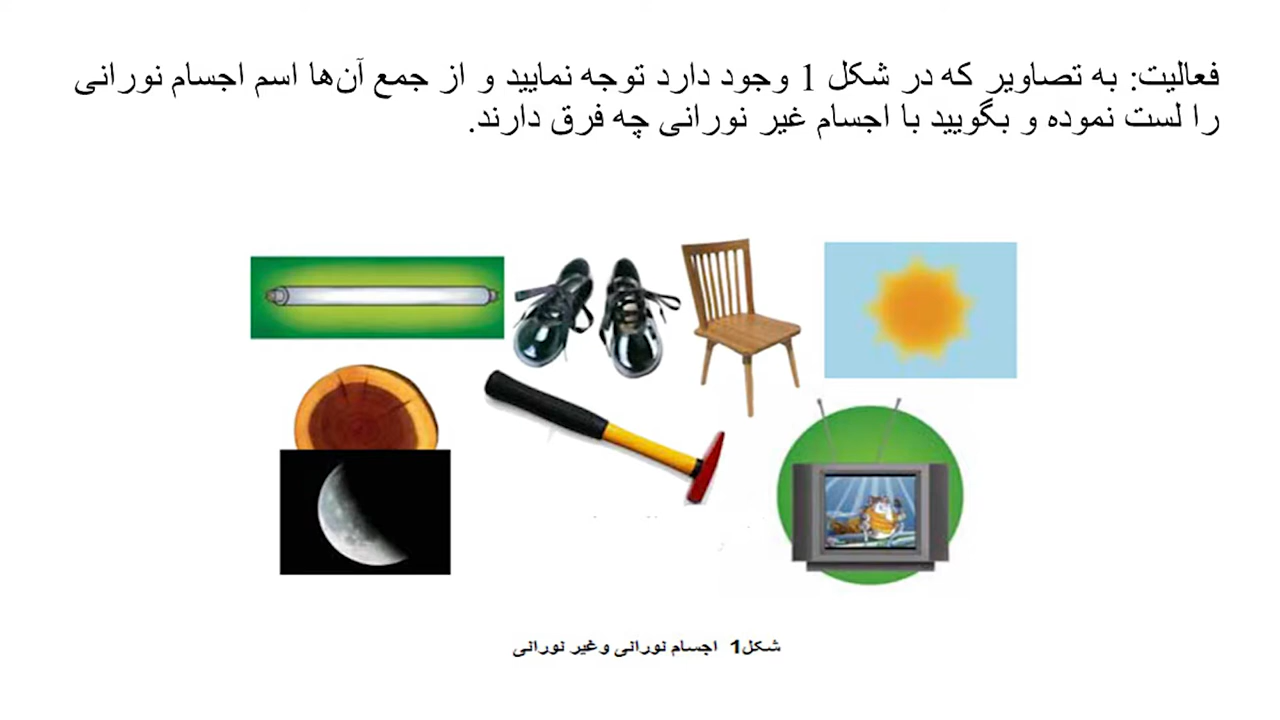 فعالیت: به تصاویر که در شکل 1 وجود دارد توجه نمایید و از جمع آن‌ها اسم اجسام نورانی
را لست نموده و بگویید با اجسام غیر نورانی چه فرق دارند.
شکل1 اجسام نورانی وغیر نورانی